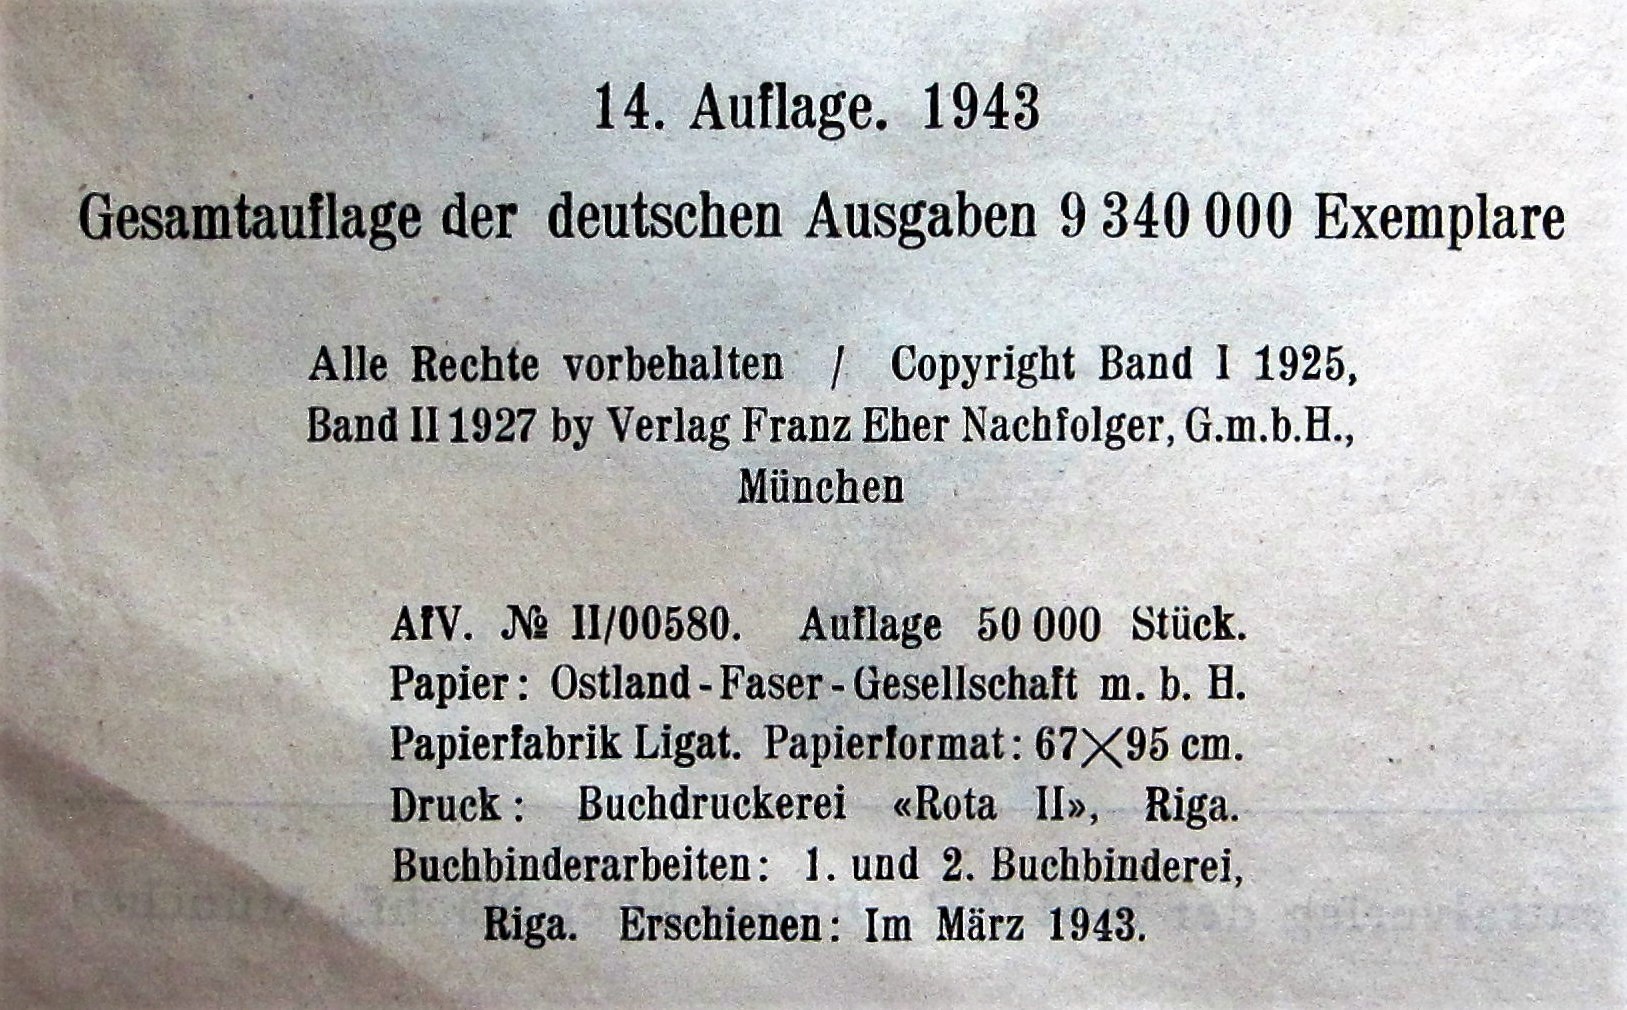 14. Auflage. 1943
Gesamtauflage der deutschen Ausgaben 9 340 000 Exemplare
Alle Rechte vorbehalten / Copyright Band I 1925,
Band II 1927 by Verlag Franz Eher Nachfolger, G.m.b.H.,
München
AfV. № II/00580. Auflage 50 000 Stück.
Papier: Ostland-Faser-Gesellschaft m. b. H.
Papierfabrik Ligat. Papierformat: 67×95 cm.
Druck: Buchdruckerei «Rota II», Riga.
Buchbinderarbeiten: 1. und 2. Buchbinderei,
Riga. Erschienen: Im März 1943.